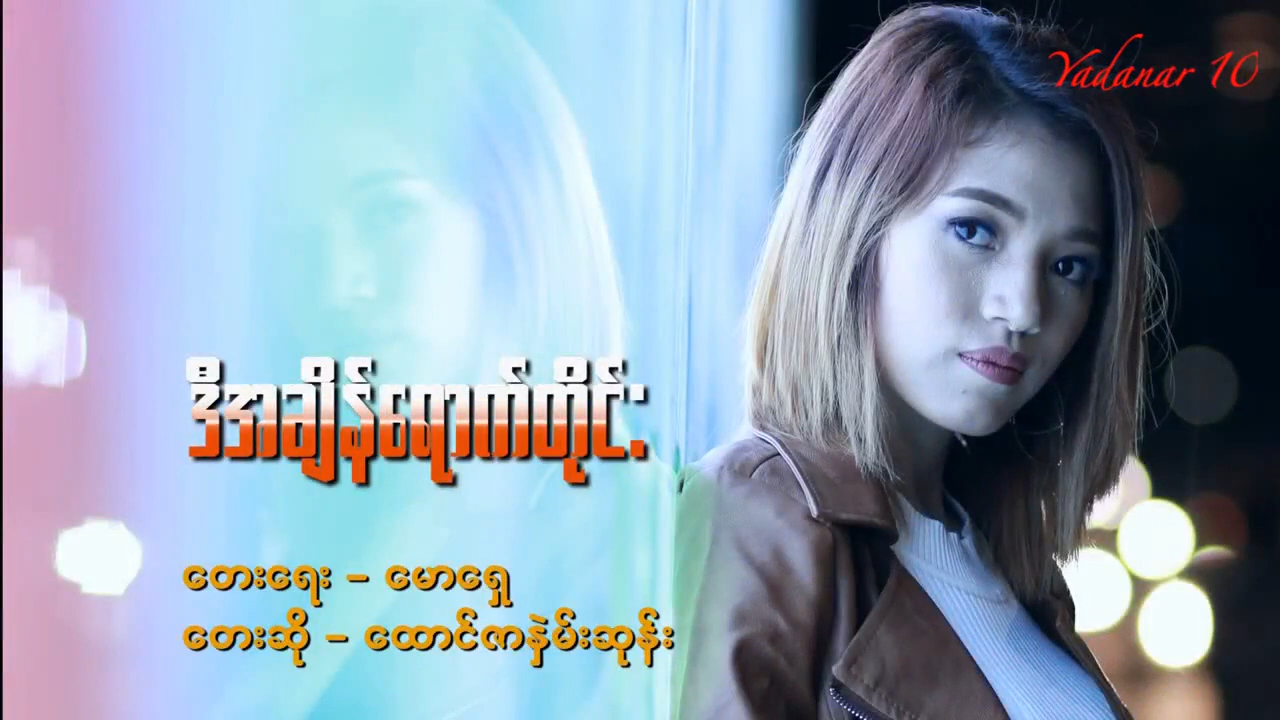 Yadanar 10
ဒီအချိန်ရောက်တိုင်း
တေးရေး – မောရှေ
တေးဆို – ထောင်ဇာနှဲမ်းဆုန်း